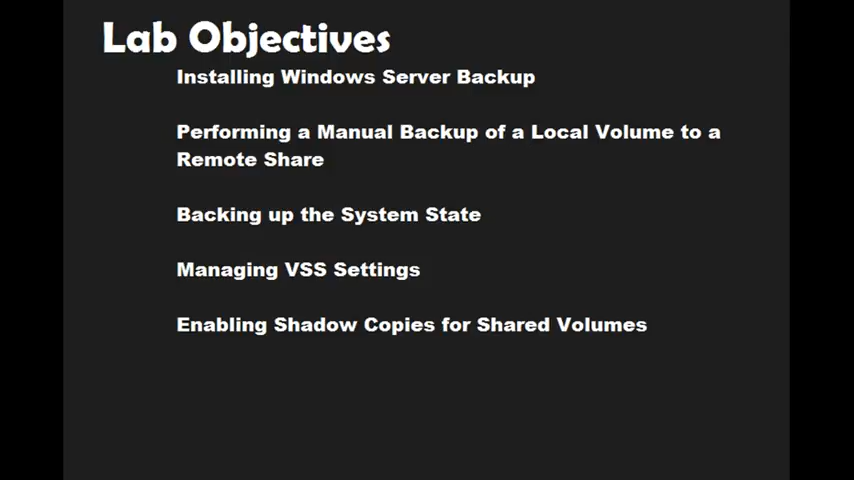 Lab Objectives
Installing Windows Server Backup
Performing a Manual Backup of a Local Volume to a
Remote Share
Backing up the System State
Managing VSS Settings
Enabling Shadow Copies for Shared Volumes